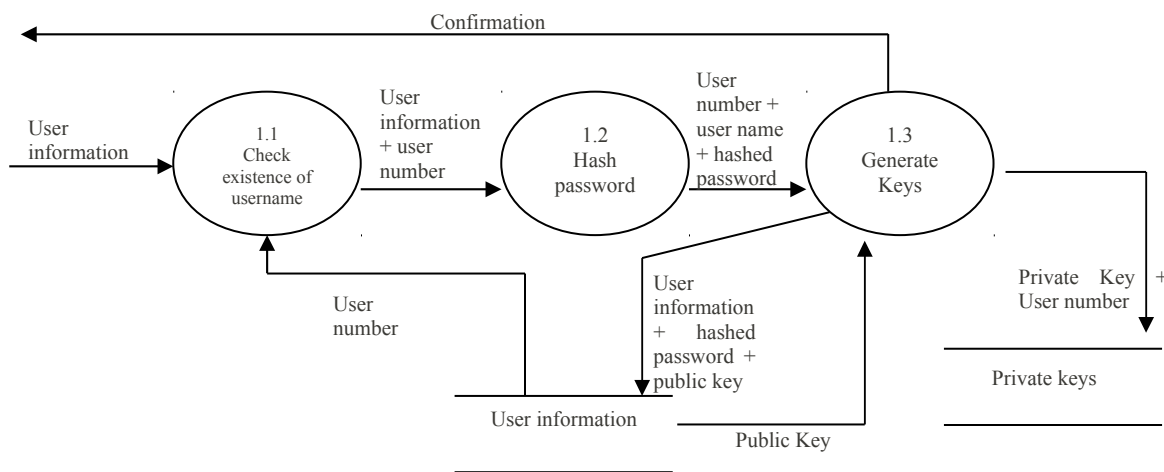 Confirmation
User
information
1.1
Check
existence of
username
User
information
+ user
number
1.2
Hash
password
User
number +
user name
+ hashed
password
1.3
Generate
Keys
User
number
User
information
+ hashed
password +
public key
Private Key +
User number
Private keys
User information
Public Key